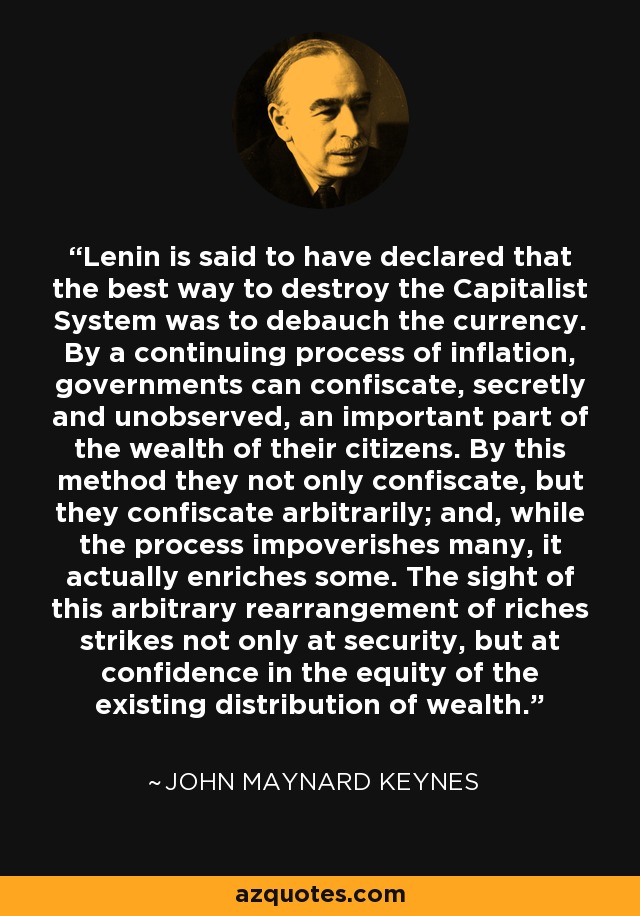 “Lenin is said to have declared that
the best way to destroy the Capitalist
System was to debauch the currency.
By a continuing process of inflation,
governments can confiscate, secretly
and unobserved, an important part of
the wealth of their citizens. By this
method they not only confiscate, but
they confiscate arbitrarily; and, while
the process impoverishes many, it
actually enriches some. The sight of
this arbitrary rearrangement of riches
strikes not only at security, but at
confidence in the equity of the
existing distribution of wealth.”
~JOHN MAYNARD KEYNES
azquotes.com